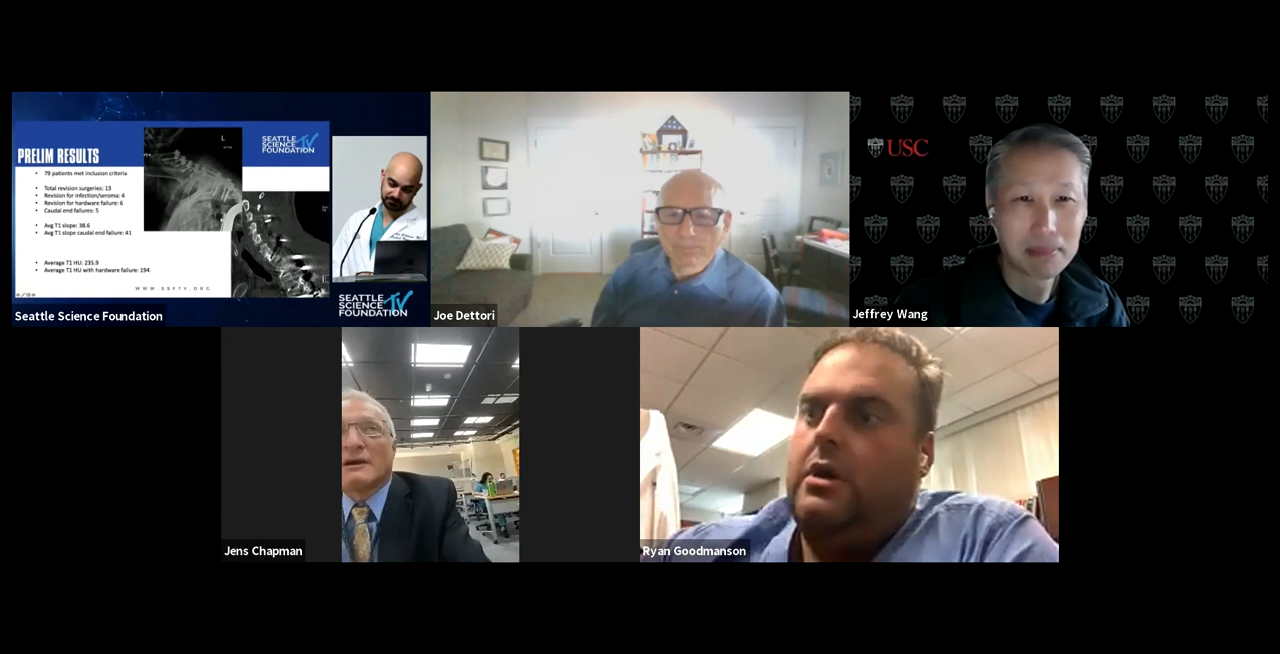 PRELIM RESULTS
SEATTLE
SCIENCE
FOUNDATION
TV
79 patients met inclusion criteria
Total revision surgeries: 13
Revision for infection/seroma: 4
Revision for hardware failure: 6
Caudal end failures: 5
Avg T1 slope: 38.6
Avg T1 slope caudal end failure: 41
Average T1 HU: 235.9
Average T1 HU with hardware failure: 194
WWW.SSFTV.ORG
SEATTLE
SCIENCE
FOUNDATION
TV
Seattle Science Foundation
Joe Dettori
USC
Jeffrey Wang
Jens Chapman
Ryan Goodmanson